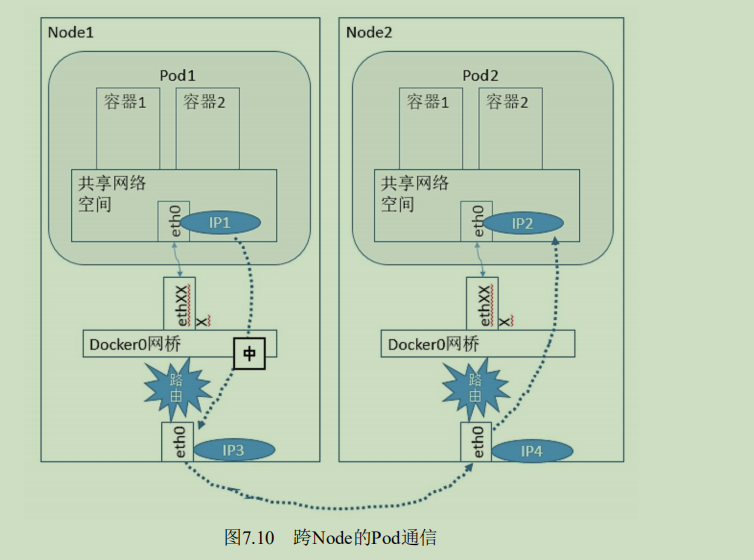 Node1
Pod1
容器1
容器2
共享网络
空间
eth0
IP1
ethXX
X
Docker0网桥
中
路
由
eth0
IP3
Node2
Pod2
容器1
容器2
共享网络
空间
eth0
IP2
ethXX
X
Docker0网桥
路
由
eth0
IP4
图7.10 跨Node的Pod通信